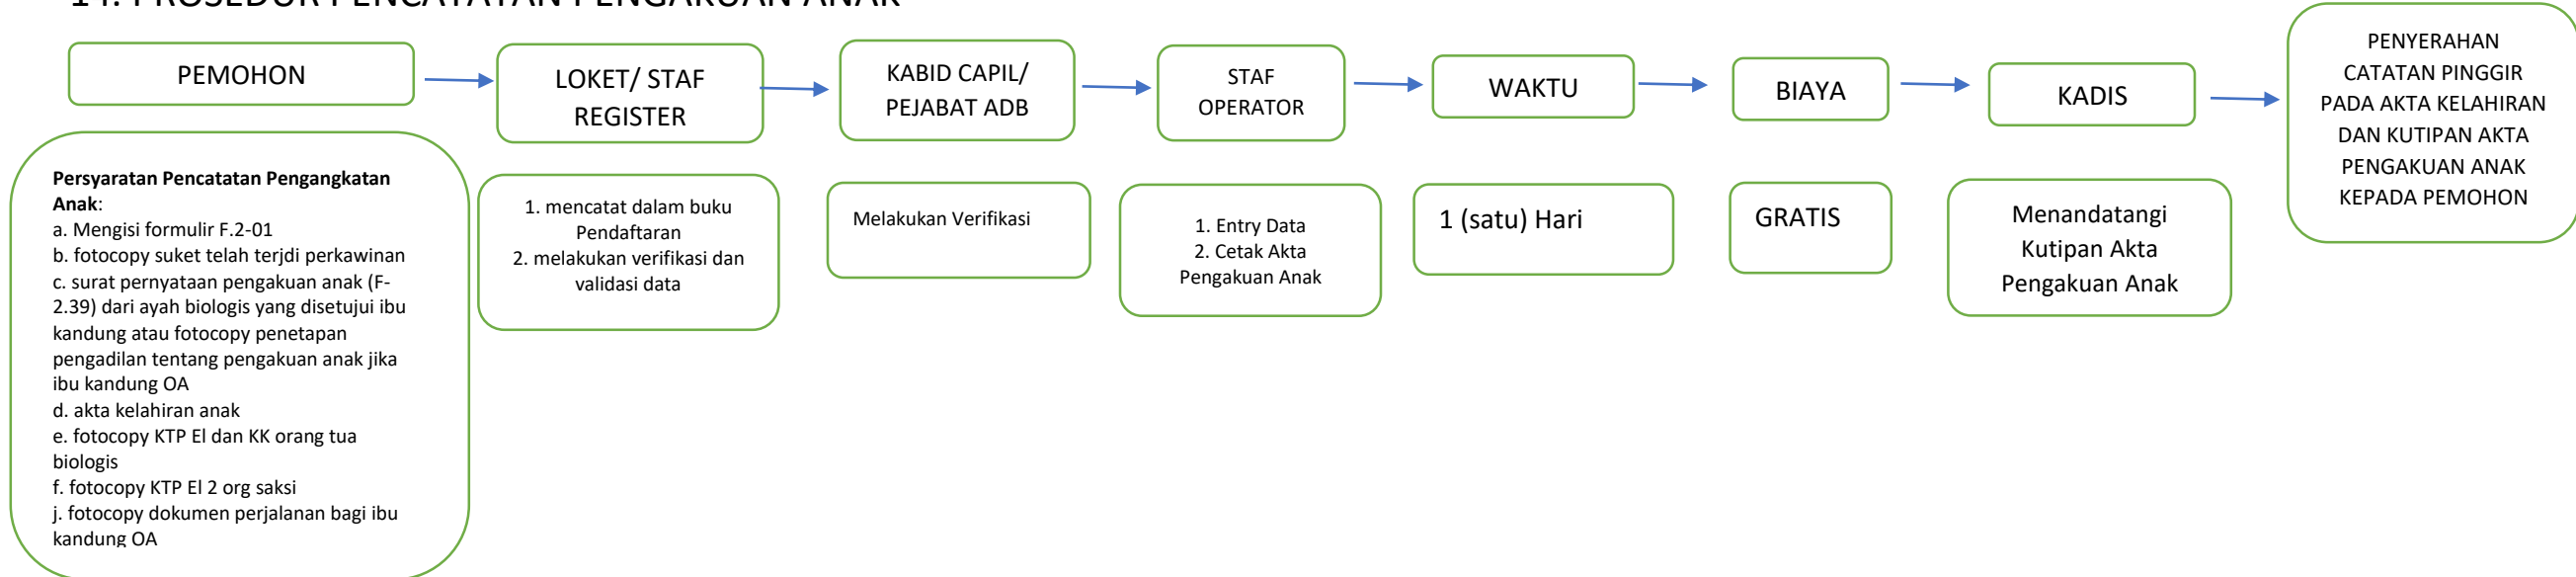 14. PROSEDUR PENCATATAN PENGAKUAN ANAK
PEMOHON
LOKET/ STAF
REGISTER
KABID CAPIL/
PEJABAT ADB
STAF
OPERATOR
WAKTU
BIAYA
KADIS
PENYERAHAN
CATATAN PINGGIR
PADA AKTA KELAHIRAN
DAN KUTIPAN AKTA
PENGAKUAN ANAK
KEPADA PEMOHON
Persyaratan Pencatatan Pengangkatan
Anak:
a. Mengisi formulir F.2-01
b. fotocopy suket telah terjdi perkawinan
c. surat pernyataan pengakuan anak (F-
2.39) dari ayah biologis yang disetujui ibu
kandung atau fotocopy penetapan
pengadilan tentang pengakuan anak jika
ibu kandung OA
d. akta kelahiran anak
e. fotocopy KTP El dan KK orang tua
biologis
f. fotocopy KTP El 2 org saksi
j. fotocopy dokumen perjalanan bagi ibu
kandung OA
1. mencatat dalam buku
Pendaftaran
2. melakukan verifikasi dan
validasi data
Melakukan Verifikasi
1. Entry Data
2. Cetak Akta
Pengakuan Anak
1 (satu) Hari
GRATIS
Menandatangi
Kutipan Akta
Pengakuan Anak